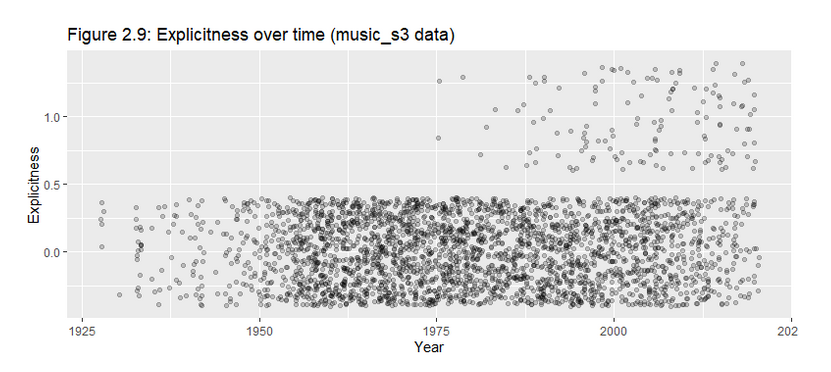 Figure 2.9: Explicitness over time (music_s3 data)
1.0
0.5
0.0
Explicitness
1925 1950 1975 2000 202
Year